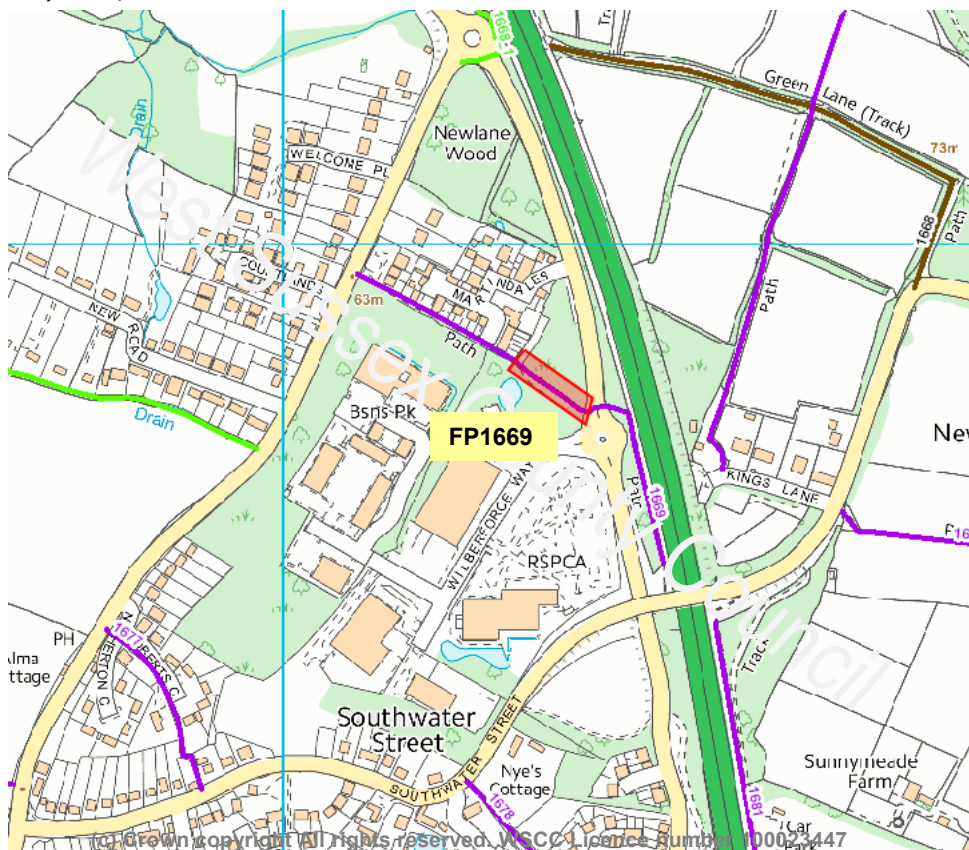 1668_1
Newlane
Wood
Green Lane (Track)
73m
Drain
WELCOME PL
1668
Path
COURTLANDS
MARTINDALES
63m
NEW ROAD
Path
Path
Bsns Pk
FP1669
Drain
New
KINGS LANE
1669
Path
WILBERFORCE WAY
RSPCA
PH
1677
Alma
ttage
Track
Southwater
Street
SOUTHWATER STREET
Nye's
Cottage
1678
1681
Sunnymeade
Farm
Car
West Sussex County Council
(c) Crown copyright All rights reserved. WSCC Licence number 100023447